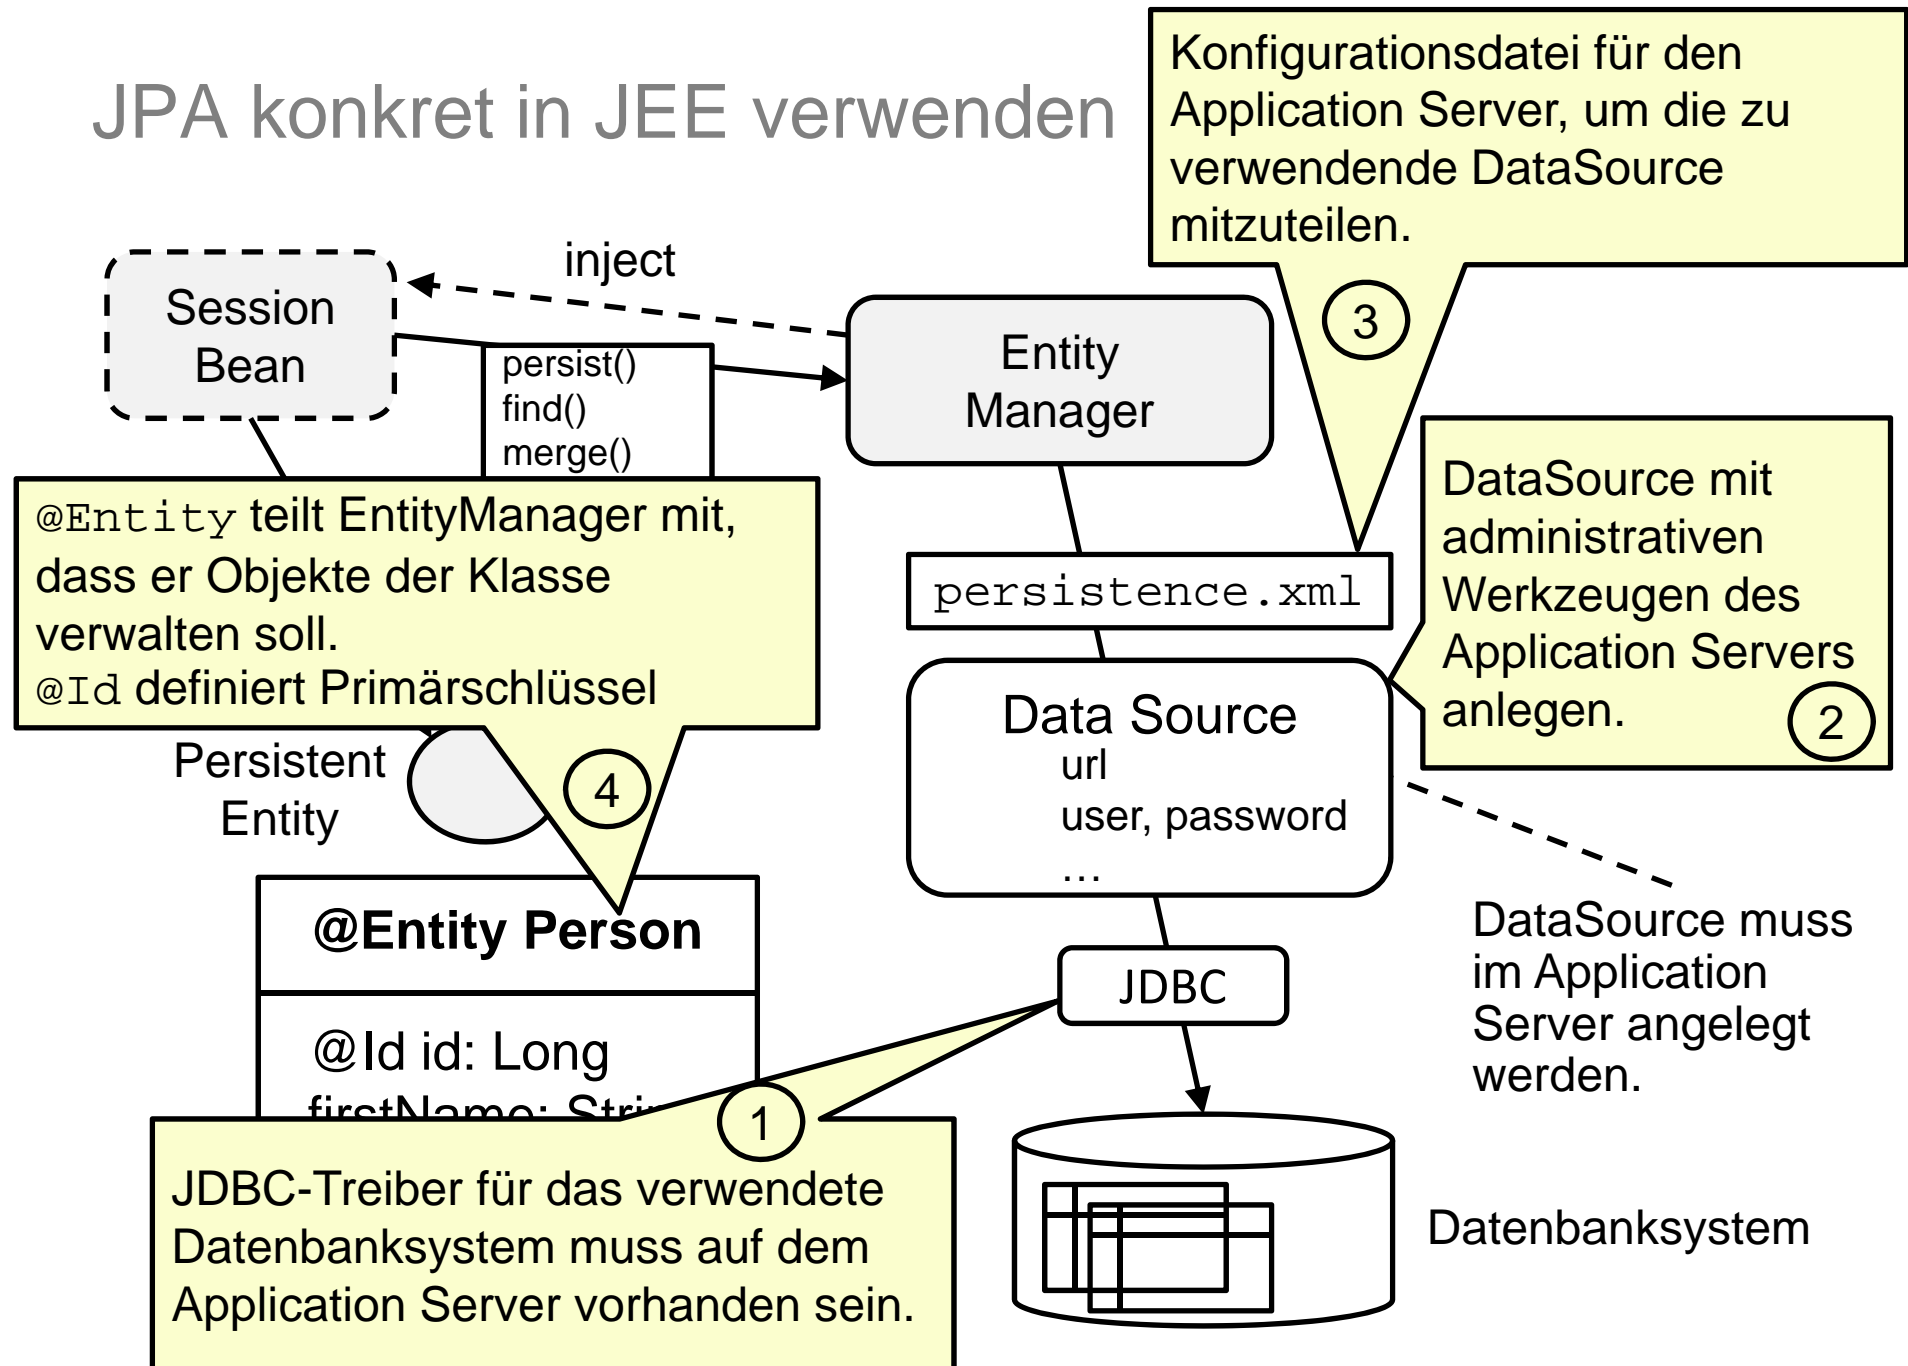 JPA konkret in JEE verwenden
Konfigurationsdatei für den
Application Server, um die zu
verwendende DataSource
mitzuteilen.
3
inject
Session
Bean
persist()
find()
merge()
Entity
Manager
@Entity teilt EntityManager mit,
dass er Objekte der Klasse
verwalten soll.
@Id definiert Primärschlüssel
4
persistence.xml
DataSource mit
administrativen
Werkzeugen des
Application Servers
anlegen.
2
Data Source
url
user, password
…
Persistent
Entity
@Entity Person
@Id id: Long
firstName:
JDBC
DataSource muss
im Application
Server angelegt
werden.
1
JDBC-Treiber für das verwendete
Datenbanksystem muss auf dem
Application Server vorhanden sein.
Datenbanksystem